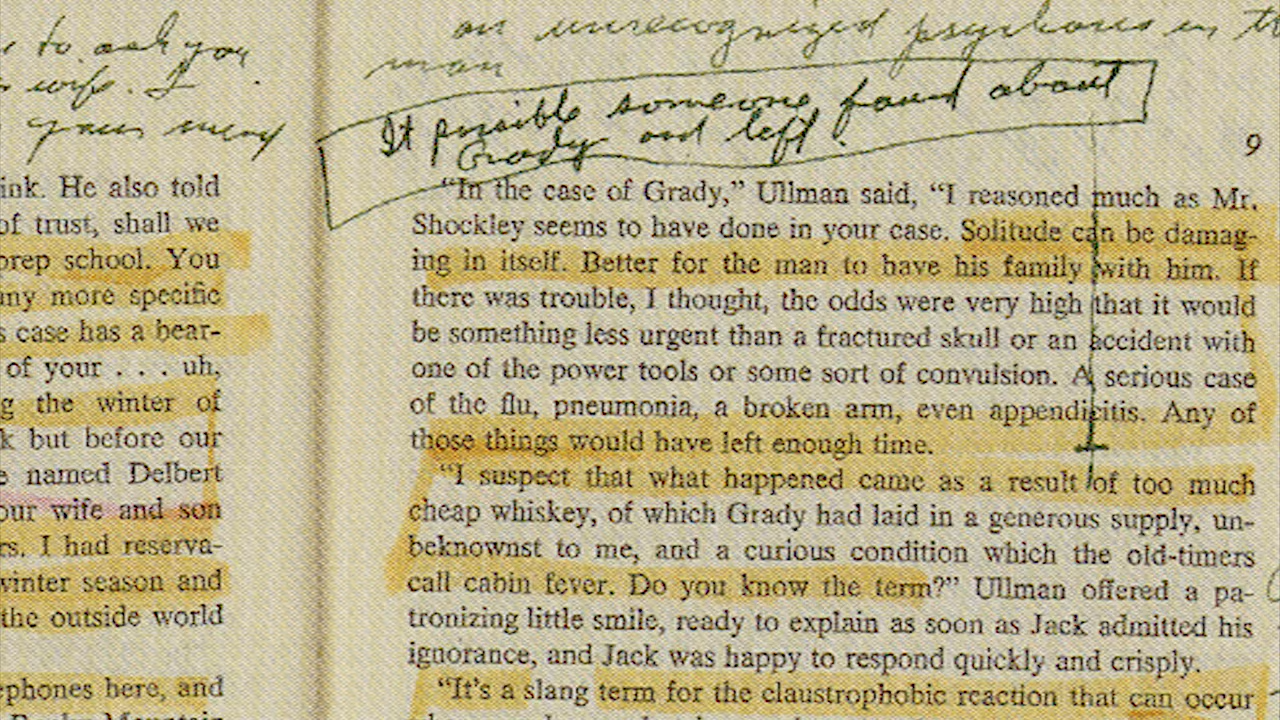 to ask you
wife. I
your mind
ink. He also told
of trust, shall we
prep school. You
any more specific
s case has a bear-
of your . . . uh,
g the winter of
k but before our
e named Delbert
our wife and son
rs. I had reserva-
winter season and
the outside world
ephones here, and
an unrecognized psychosis in th
man
It possible someone found about
Grady and left.
9
“In the case of Grady,” Ullman said, “I reasoned much as Mr.
Shockley seems to have done in your case. Solitude can be damag-
ing in itself. Better for the man to have his family with him. If
there was trouble, I thought, the odds were very high that it would
be something less urgent than a fractured skull or an accident with
one of the power tools or some sort of convulsion. A serious case
of the flu, pneumonia, a broken arm, even appendicitis. Any of
those things would have left enough time.
“I suspect that what happened came as a result of too much
cheap whiskey, of which Grady had laid in a generous supply, un-
beknownst to me, and a curious condition which the old-timers
call cabin fever. Do you know the term?” Ullman offered a pa-
tronizing little smile, ready to explain as soon as Jack admitted his
ignorance, and Jack was happy to respond quickly and crisply.
“It’s a slang term for the claustrophobic reaction that can occur